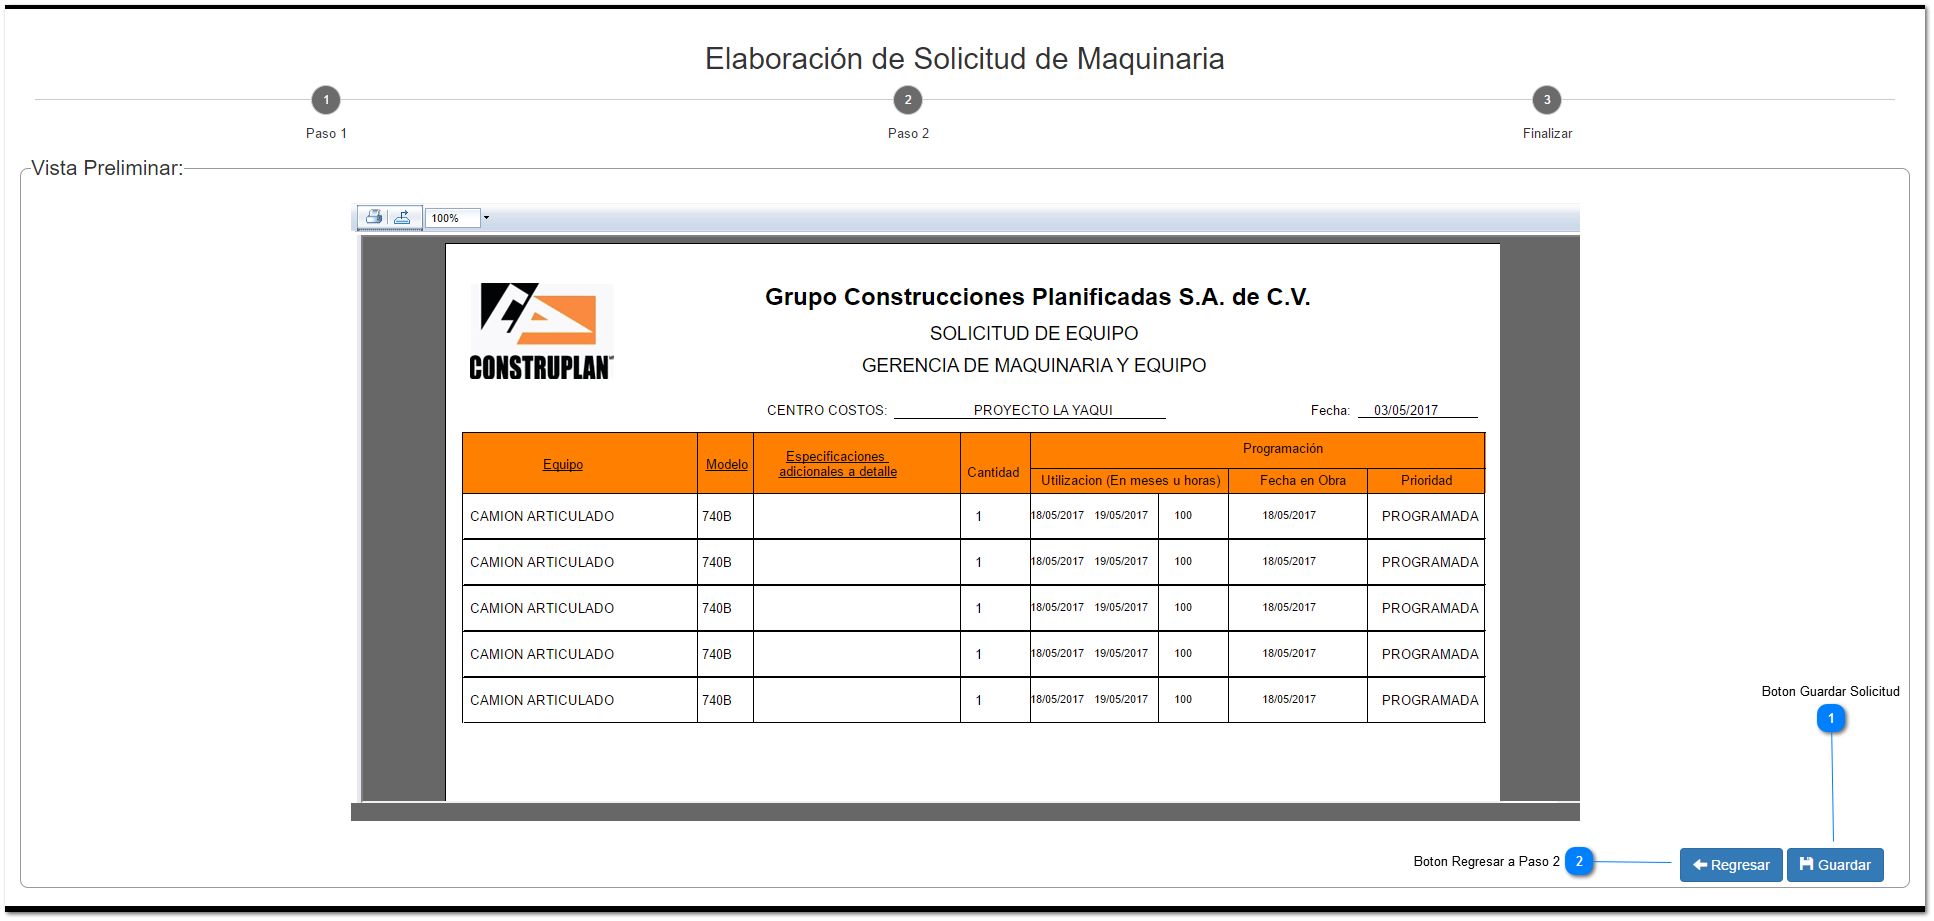 Elaboración de Solicitud de Maquinaria
1 2 3
Paso 1 Paso 2 Finalizar
Vista Preliminar:
100%
Grupo Construcciones Planificadas S.A. de C.V.
SOLICITUD DE EQUIPO
GERENCIA DE MAQUINARIA Y EQUIPO
CONSTRUPLAN
CENTRO COSTOS: PROYECTO LA YAQUI Fecha: 03/05/2017
Equipo Modelo Especificaciones adicionales a detalle Cantidad Programación
Utilizacion (En meses u horas) Fecha en Obra Prioridad
CAMION ARTICULADO 740B 1 18/05/2017 19/05/2017 100 18/05/2017 PROGRAMADA
CAMION ARTICULADO 740B 1 18/05/2017 19/05/2017 100 18/05/2017 PROGRAMADA
CAMION ARTICULADO 740B 1 18/05/2017 19/05/2017 100 18/05/2017 PROGRAMADA
CAMION ARTICULADO 740B 1 18/05/2017 19/05/2017 100 18/05/2017 PROGRAMADA
CAMION ARTICULADO 740B 1 18/05/2017 19/05/2017 100 18/05/2017 PROGRAMADA
Boton Guardar Solicitud
1
Boton Regresar a Paso 2 2 Regresar Guardar